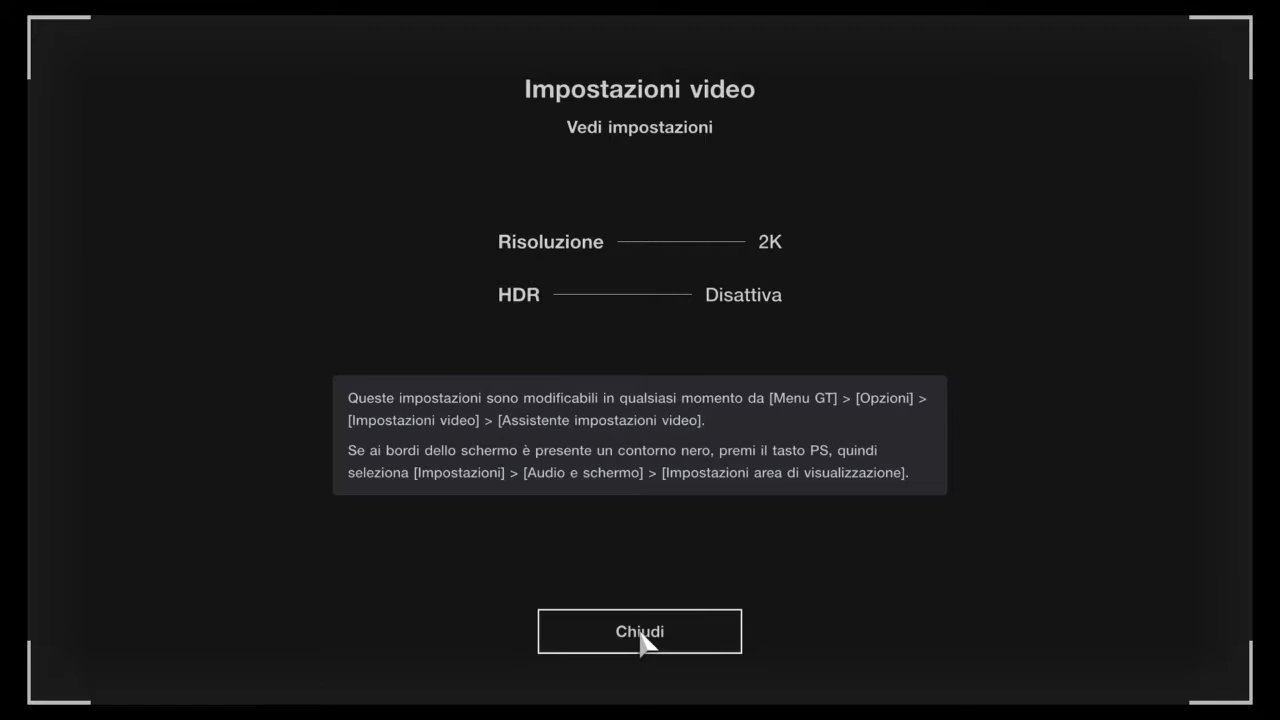 Impostazioni video
Vedi impostazioni
Risoluzione 2K
HDR Disattiva
Queste impostazioni sono modificabili in qualsiasi momento da [Menu GT] > [Opzioni] >
[Impostazioni video] > [Assistente impostazioni video].
Se ai bordi dello schermo è presente un contorno nero, premi il tasto PS, quindi
seleziona [Impostazioni] > [Audio e schermo] > [Impostazioni area di visualizzazione].
Chiudi